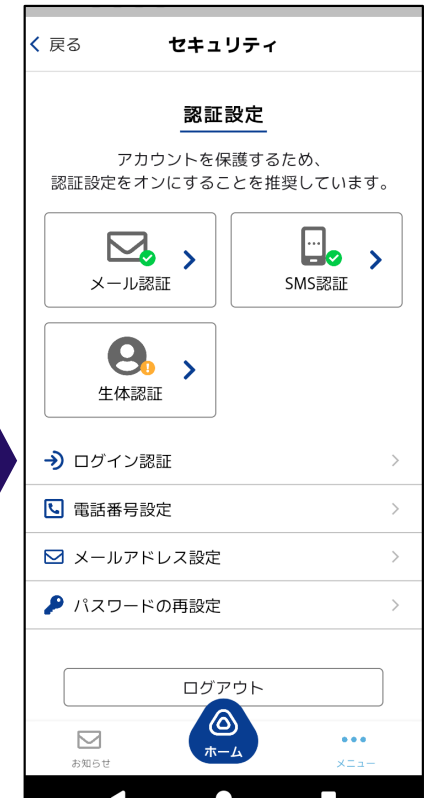 戻る
セキュリティ
認証設定
アカウントを保護するため、
認証設定をオンにすることを推奨しています。
メール認証
SMS認証
生体認証
ログイン認証
電話番号設定
メールアドレス設定
パスワードの再設定
ログアウト
お知らせ
ホーム
メニュー